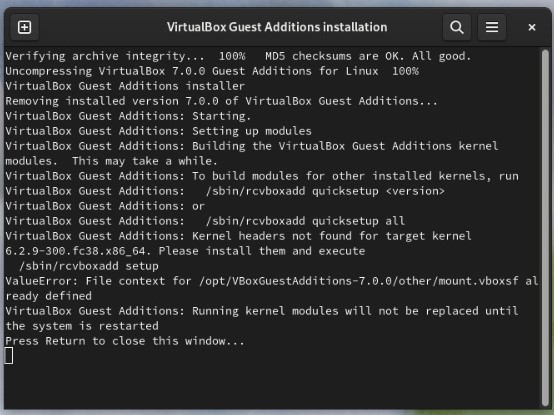 VirtualBox Guest Additions installation
Verifying archive integrity...  100%   MD5 checksums are OK. All good.
Uncompressing VirtualBox 7.0.0 Guest Additions for Linux  100%
VirtualBox Guest Additions installer
Removing installed version 7.0.0 of VirtualBox Guest Additions...
VirtualBox Guest Additions: Starting.
VirtualBox Guest Additions: Setting up modules
VirtualBox Guest Additions: Building the VirtualBox Guest Additions kernel
modules.  This may take a while.
VirtualBox Guest Additions: To build modules for other installed kernels, run
VirtualBox Guest Additions:   /sbin/rcvboxadd quicksetup <version>
VirtualBox Guest Additions: or
VirtualBox Guest Additions:   /sbin/rcvboxadd quicksetup all
VirtualBox Guest Additions: Kernel headers not found for target kernel
6.2.9-300.fc38.x86_64. Please install them and execute
  /sbin/rcvboxadd setup
ValueError: File context for /opt/VBoxGuestAdditions-7.0.0/other/mount.vboxsf al
ready defined
VirtualBox Guest Additions: Running kernel modules will not be replaced until
the system is restarted
Press Return to close this window...